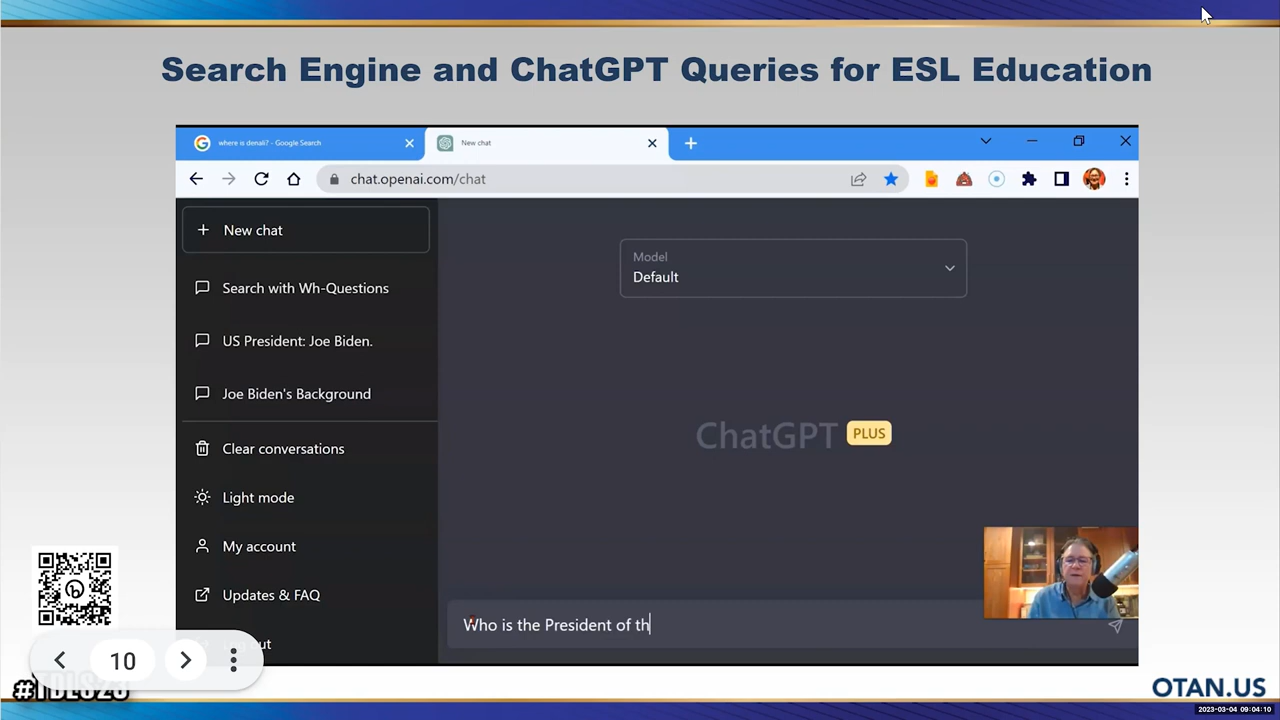 Search Engine and ChatGPT Queries for ESL Education
where is denali? - Google Search
New chat
chat.openai.com/chat
New chat
Search with Wh-Questions
US President: Joe Biden.
Joe Biden's Background
Clear conversations
Light mode
My account
Updates & FAQ
Log out
Model
Default
ChatGPT PLUS
Who is the President of th
10
#TDLS23
OTAN.US
2023-03-04 09:04:10